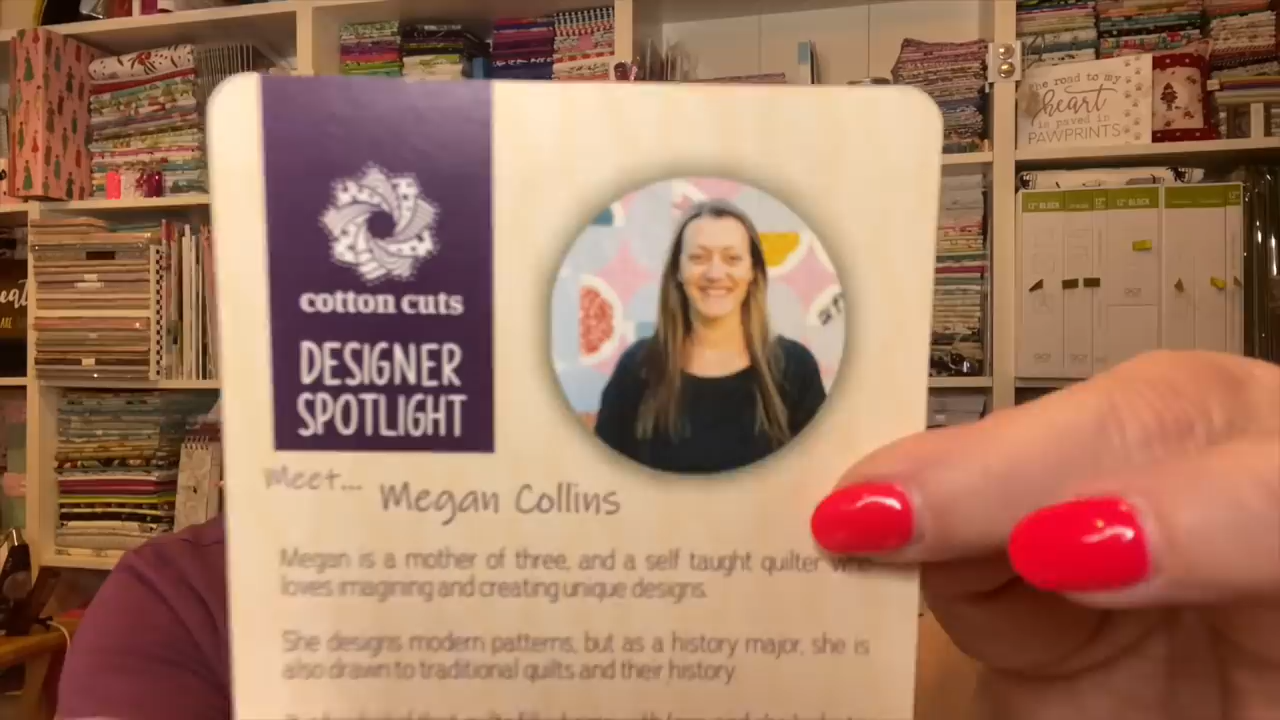 cotton cuts
DESIGNER
SPOTLIGHT
Meet... Megan Collins
Megan is a mother of three, and a self taught quilter who
loves imagining and creating unique designs.
She designs modern patterns, but as a history major, she is
also drawn to traditional quilts and their history
The road to my
heart
is paved in
PAWPRINTS
12" BLOCK
12"
12" BLOCK
12"